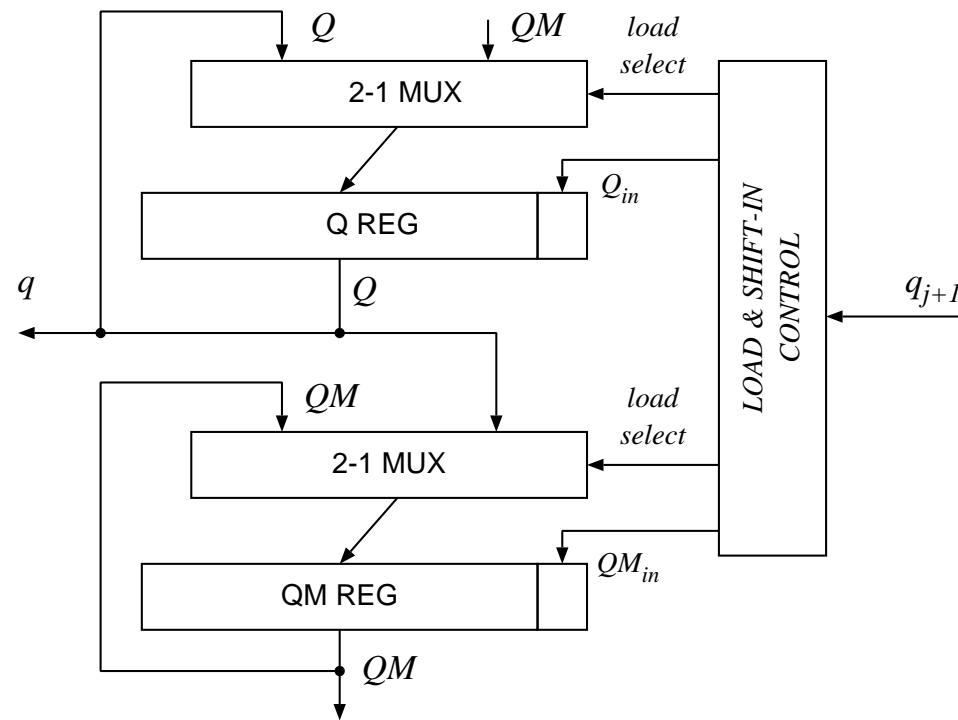 Q
QM
load
select
2-1 MUX
Q_in
Q REG
LOAD & SHIFT-IN
CONTROL
q
Q
q_{j+1}
QM
load
select
2-1 MUX
QM_in
QM REG
QM